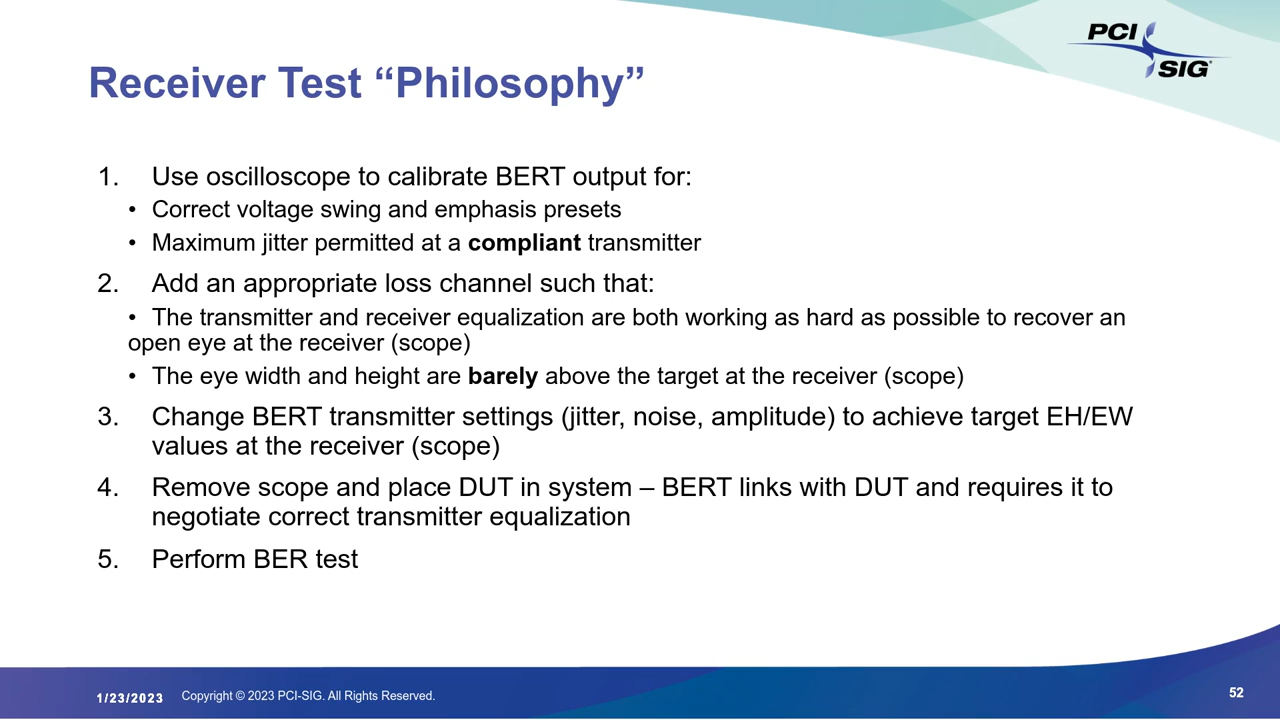 PCI
SIG®
Receiver Test “Philosophy”
1. Use oscilloscope to calibrate BERT output for:
• Correct voltage swing and emphasis presets
• Maximum jitter permitted at a compliant transmitter
2. Add an appropriate loss channel such that:
• The transmitter and receiver equalization are both working as hard as possible to recover an
open eye at the receiver (scope)
• The eye width and height are barely above the target at the receiver (scope)
3. Change BERT transmitter settings (jitter, noise, amplitude) to achieve target EH/EW
values at the receiver (scope)
4. Remove scope and place DUT in system – BERT links with DUT and requires it to
negotiate correct transmitter equalization
5. Perform BER test
1/23/2023 Copyright © 2023 PCI-SIG. All Rights Reserved. 52